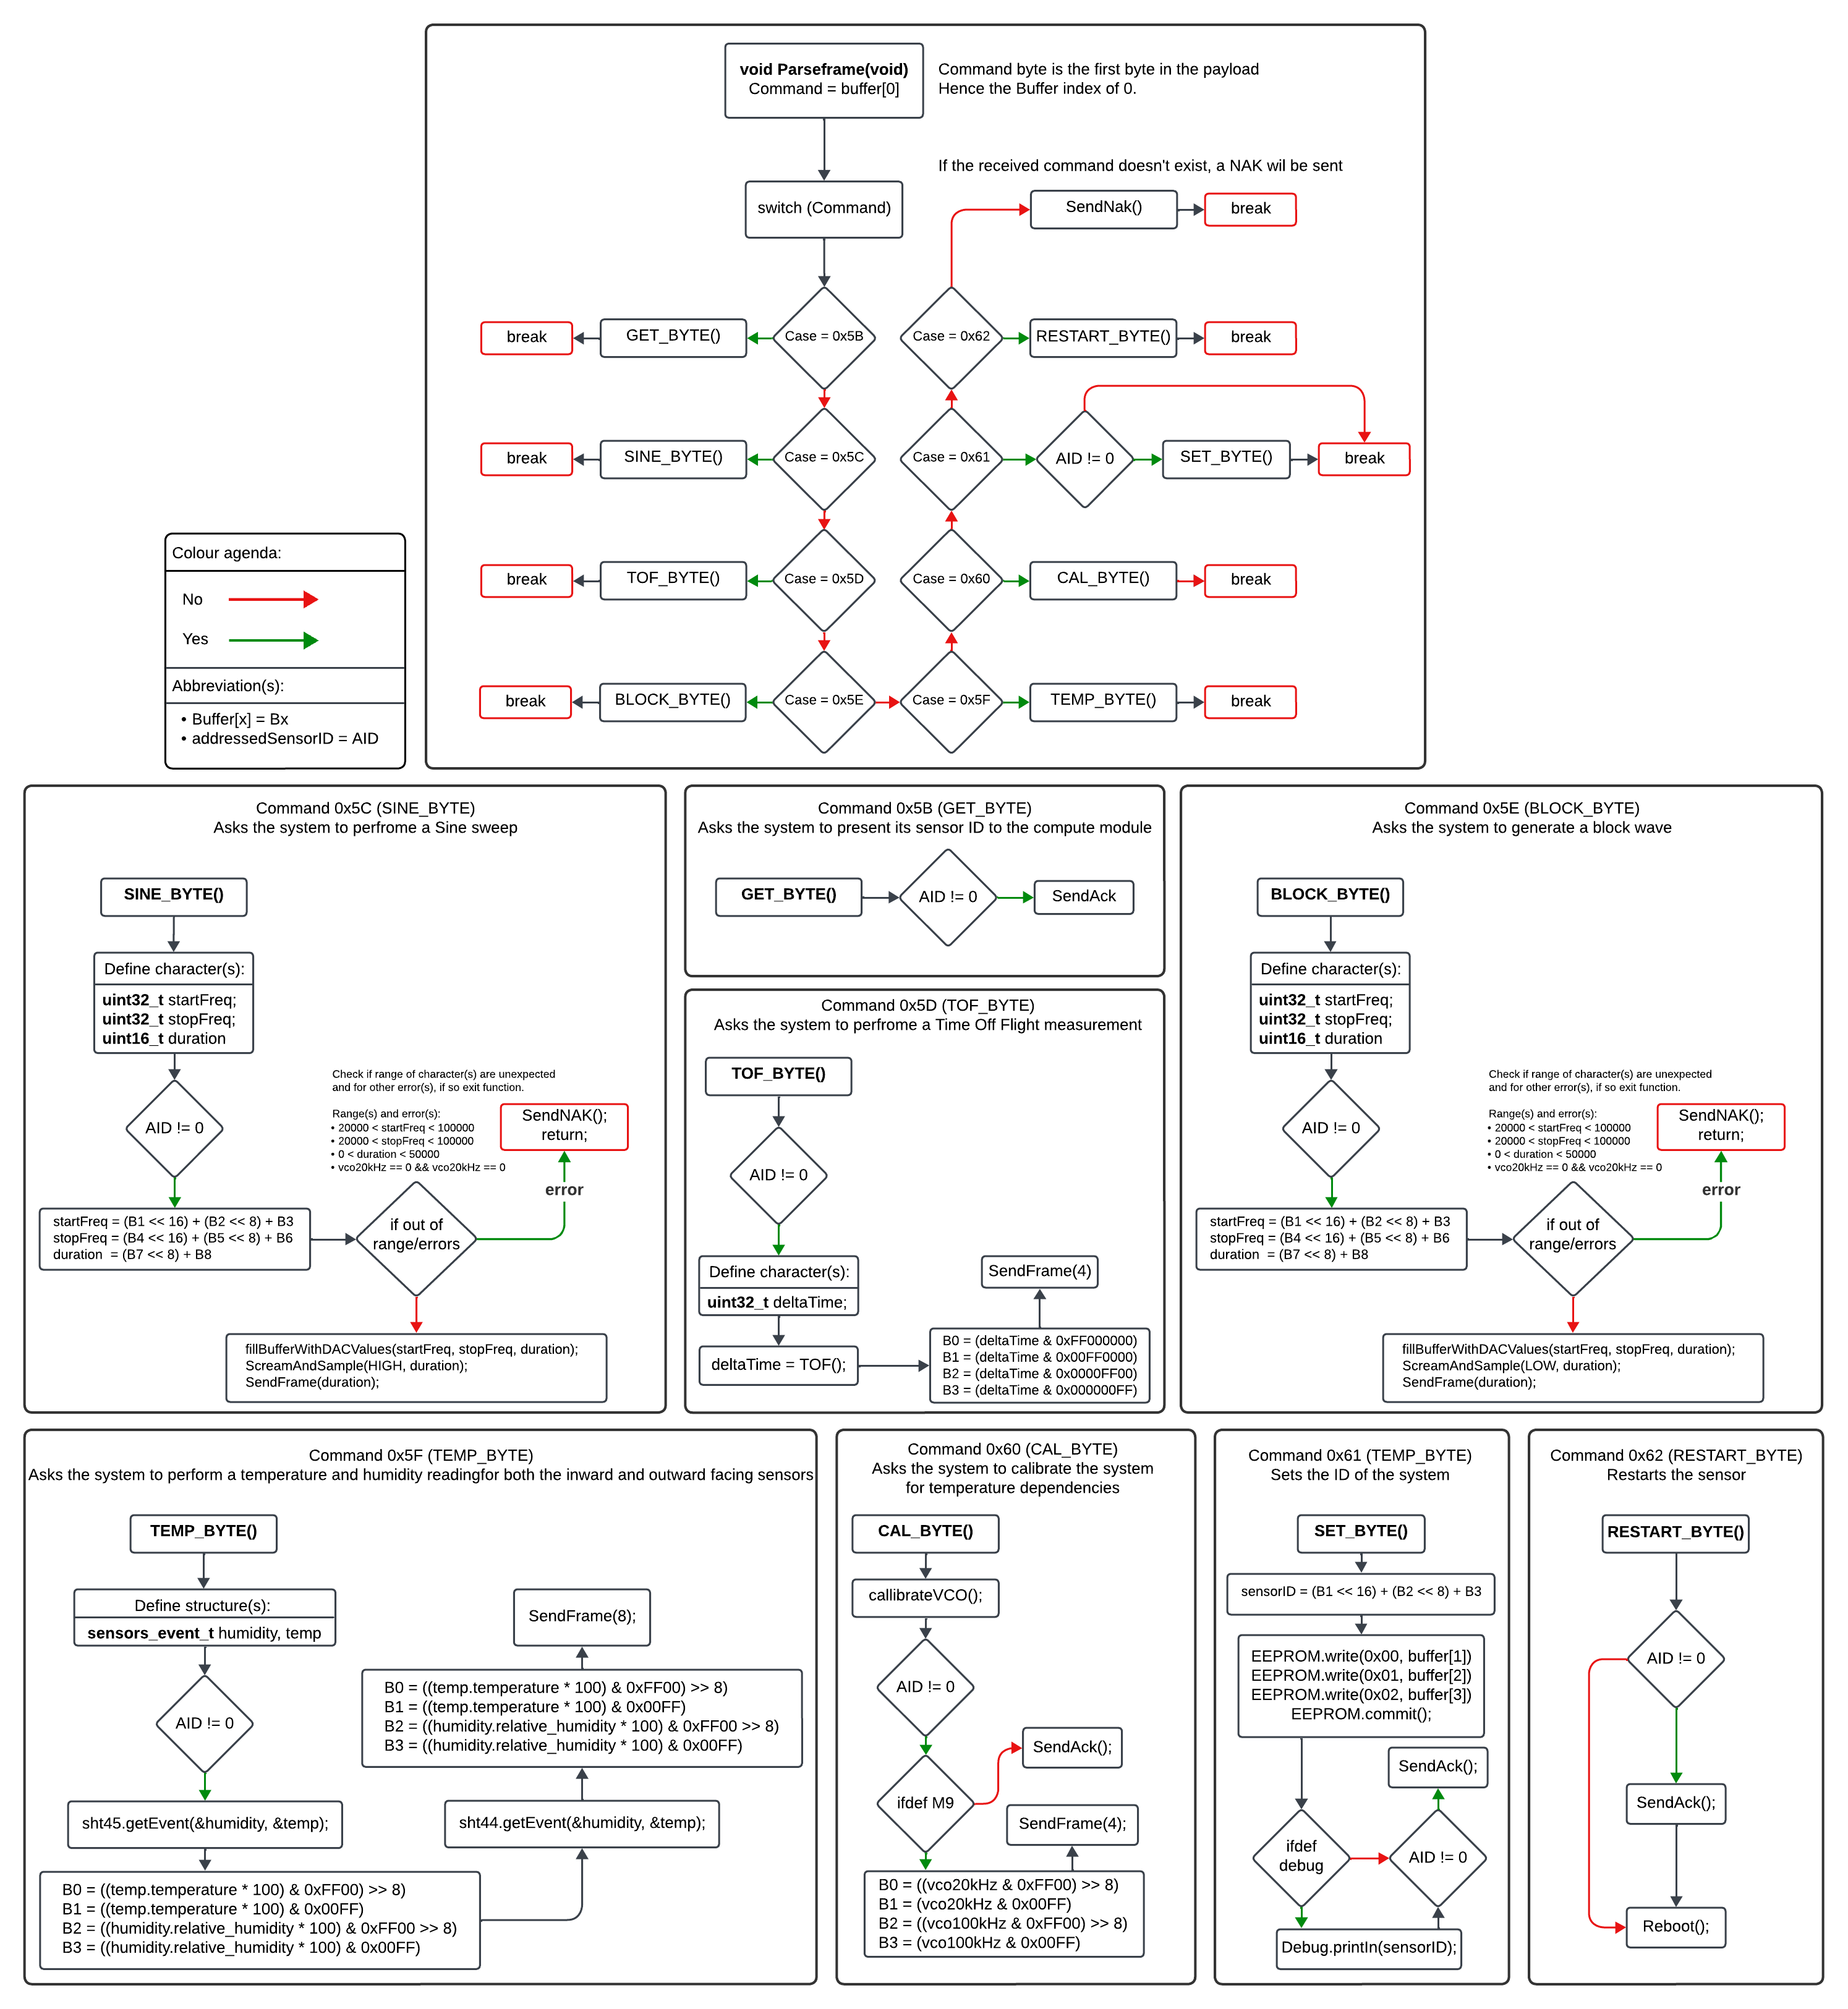 void Parseframe(void)
Command = buffer[0]
Command byte is the first byte in the payload
Hence the Buffer index of 0.
If the received command doesn't exist, a NAK wil be sent
switch (Command)
SendNak()
break
break
GET_BYTE()
Case = 0x5B
Case = 0x62
RESTART_BYTE()
break
break
SINE_BYTE()
Case = 0x5C
Case = 0x61
AID != 0
SET_BYTE()
break
break
TOF_BYTE()
Case = 0x5D
Case = 0x60
CAL_BYTE()
break
break
BLOCK_BYTE()
Case = 0x5E
Case = 0x5F
TEMP_BYTE()
break
Colour agenda:
No
Yes
Abbreviation(s):
• Buffer[x] = Bx
• addressedSensorID = AID
Command 0x5C (SINE_BYTE)
Asks the system to perfrome a Sine sweep
SINE_BYTE()
Define character(s):
uint32_t startFreq;
uint32_t stopFreq;
uint16_t duration
AID != 0
Check if range of character(s) are unexpected
and for other error(s), if so exit function.
Range(s) and error(s):
• 20000 < startFreq < 100000
• 20000 < stopFreq < 100000
• 0 < duration < 50000
• vco20kHz == 0 && vco20kHz == 0
SendNAK();
return;
error
startFreq = (B1 << 16) + (B2 << 8) + B3
stopFreq = (B4 << 16) + (B5 << 8) + B6
duration = (B7 << 8) + B8
if out of
range/errors
fillBufferWithDACValues(startFreq, stopFreq, duration);
ScreamAndSample(HIGH, duration);
SendFrame(duration);
Command 0x5B (GET_BYTE)
Asks the system to present its sensor ID to the compute module
GET_BYTE()
AID != 0
SendAck
Command 0x5D (TOF_BYTE)
Asks the system to perfrome a Time Off Flight measurement
TOF_BYTE()
AID != 0
Define character(s):
uint32_t deltaTime;
deltaTime = TOF();
SendFrame(4)
B0 = (deltaTime & 0xFF000000)
B1 = (deltaTime & 0x00FF0000)
B2 = (deltaTime & 0x0000FF00)
B3 = (deltaTime & 0x000000FF)
Command 0x5E (BLOCK_BYTE)
Asks the system to generate a block wave
BLOCK_BYTE()
Define character(s):
uint32_t startFreq;
uint32_t stopFreq;
uint16_t duration
AID != 0
Check if range of character(s) are unexpected
and for other error(s), if so exit function.
Range(s) and error(s):
• 20000 < startFreq < 100000
• 20000 < stopFreq < 100000
• 0 < duration < 50000
• vco20kHz == 0 && vco20kHz == 0
SendNAK();
return;
error
startFreq = (B1 << 16) + (B2 << 8) + B3
stopFreq = (B4 << 16) + (B5 << 8) + B6
duration = (B7 << 8) + B8
if out of
range/errors
fillBufferWithDACValues(startFreq, stopFreq, duration);
ScreamAndSample(LOW, duration);
SendFrame(duration);
Command 0x5F (TEMP_BYTE)
Asks the system to perform a temperature and humidity readingfor both the inward and outward facing sensors
TEMP_BYTE()
Define structure(s):
sensors_event_t humidity, temp
AID != 0
sht45.getEvent(&humidity, &temp);
B0 = ((temp.temperature * 100) & 0xFF00) >> 8)
B1 = ((temp.temperature * 100) & 0x00FF)
B2 = ((humidity.relative_humidity * 100) & 0xFF00 >> 8)
B3 = ((humidity.relative_humidity * 100) & 0x00FF)
SendFrame(8);
B0 = ((temp.temperature * 100) & 0xFF00) >> 8)
B1 = ((temp.temperature * 100) & 0x00FF)
B2 = ((humidity.relative_humidity * 100) & 0xFF00 >> 8)
B3 = ((humidity.relative_humidity * 100) & 0x00FF)
sht44.getEvent(&humidity, &temp);
Command 0x60 (CAL_BYTE)
Asks the system to calibrate the system
for temperature dependencies
CAL_BYTE()
callibrateVCO();
AID != 0
SendAck();
ifdef M9
SendFrame(4);
B0 = ((vco20kHz & 0xFF00) >> 8)
B1 = (vco20kHz & 0x00FF)
B2 = ((vco100kHz & 0xFF00) >> 8)
B3 = (vco100kHz & 0x00FF)
Command 0x61 (TEMP_BYTE)
Sets the ID of the system
SET_BYTE()
sensorID = (B1 << 16) + (B2 << 8) + B3
EEPROM.write(0x00, buffer[1])
EEPROM.write(0x01, buffer[2])
EEPROM.write(0x02, buffer[3])
EEPROM.commit();
SendAck();
ifdef
debug
AID != 0
Debug.printIn(sensorID);
Command 0x62 (RESTART_BYTE)
Restarts the sensor
RESTART_BYTE()
AID != 0
SendAck();
Reboot();